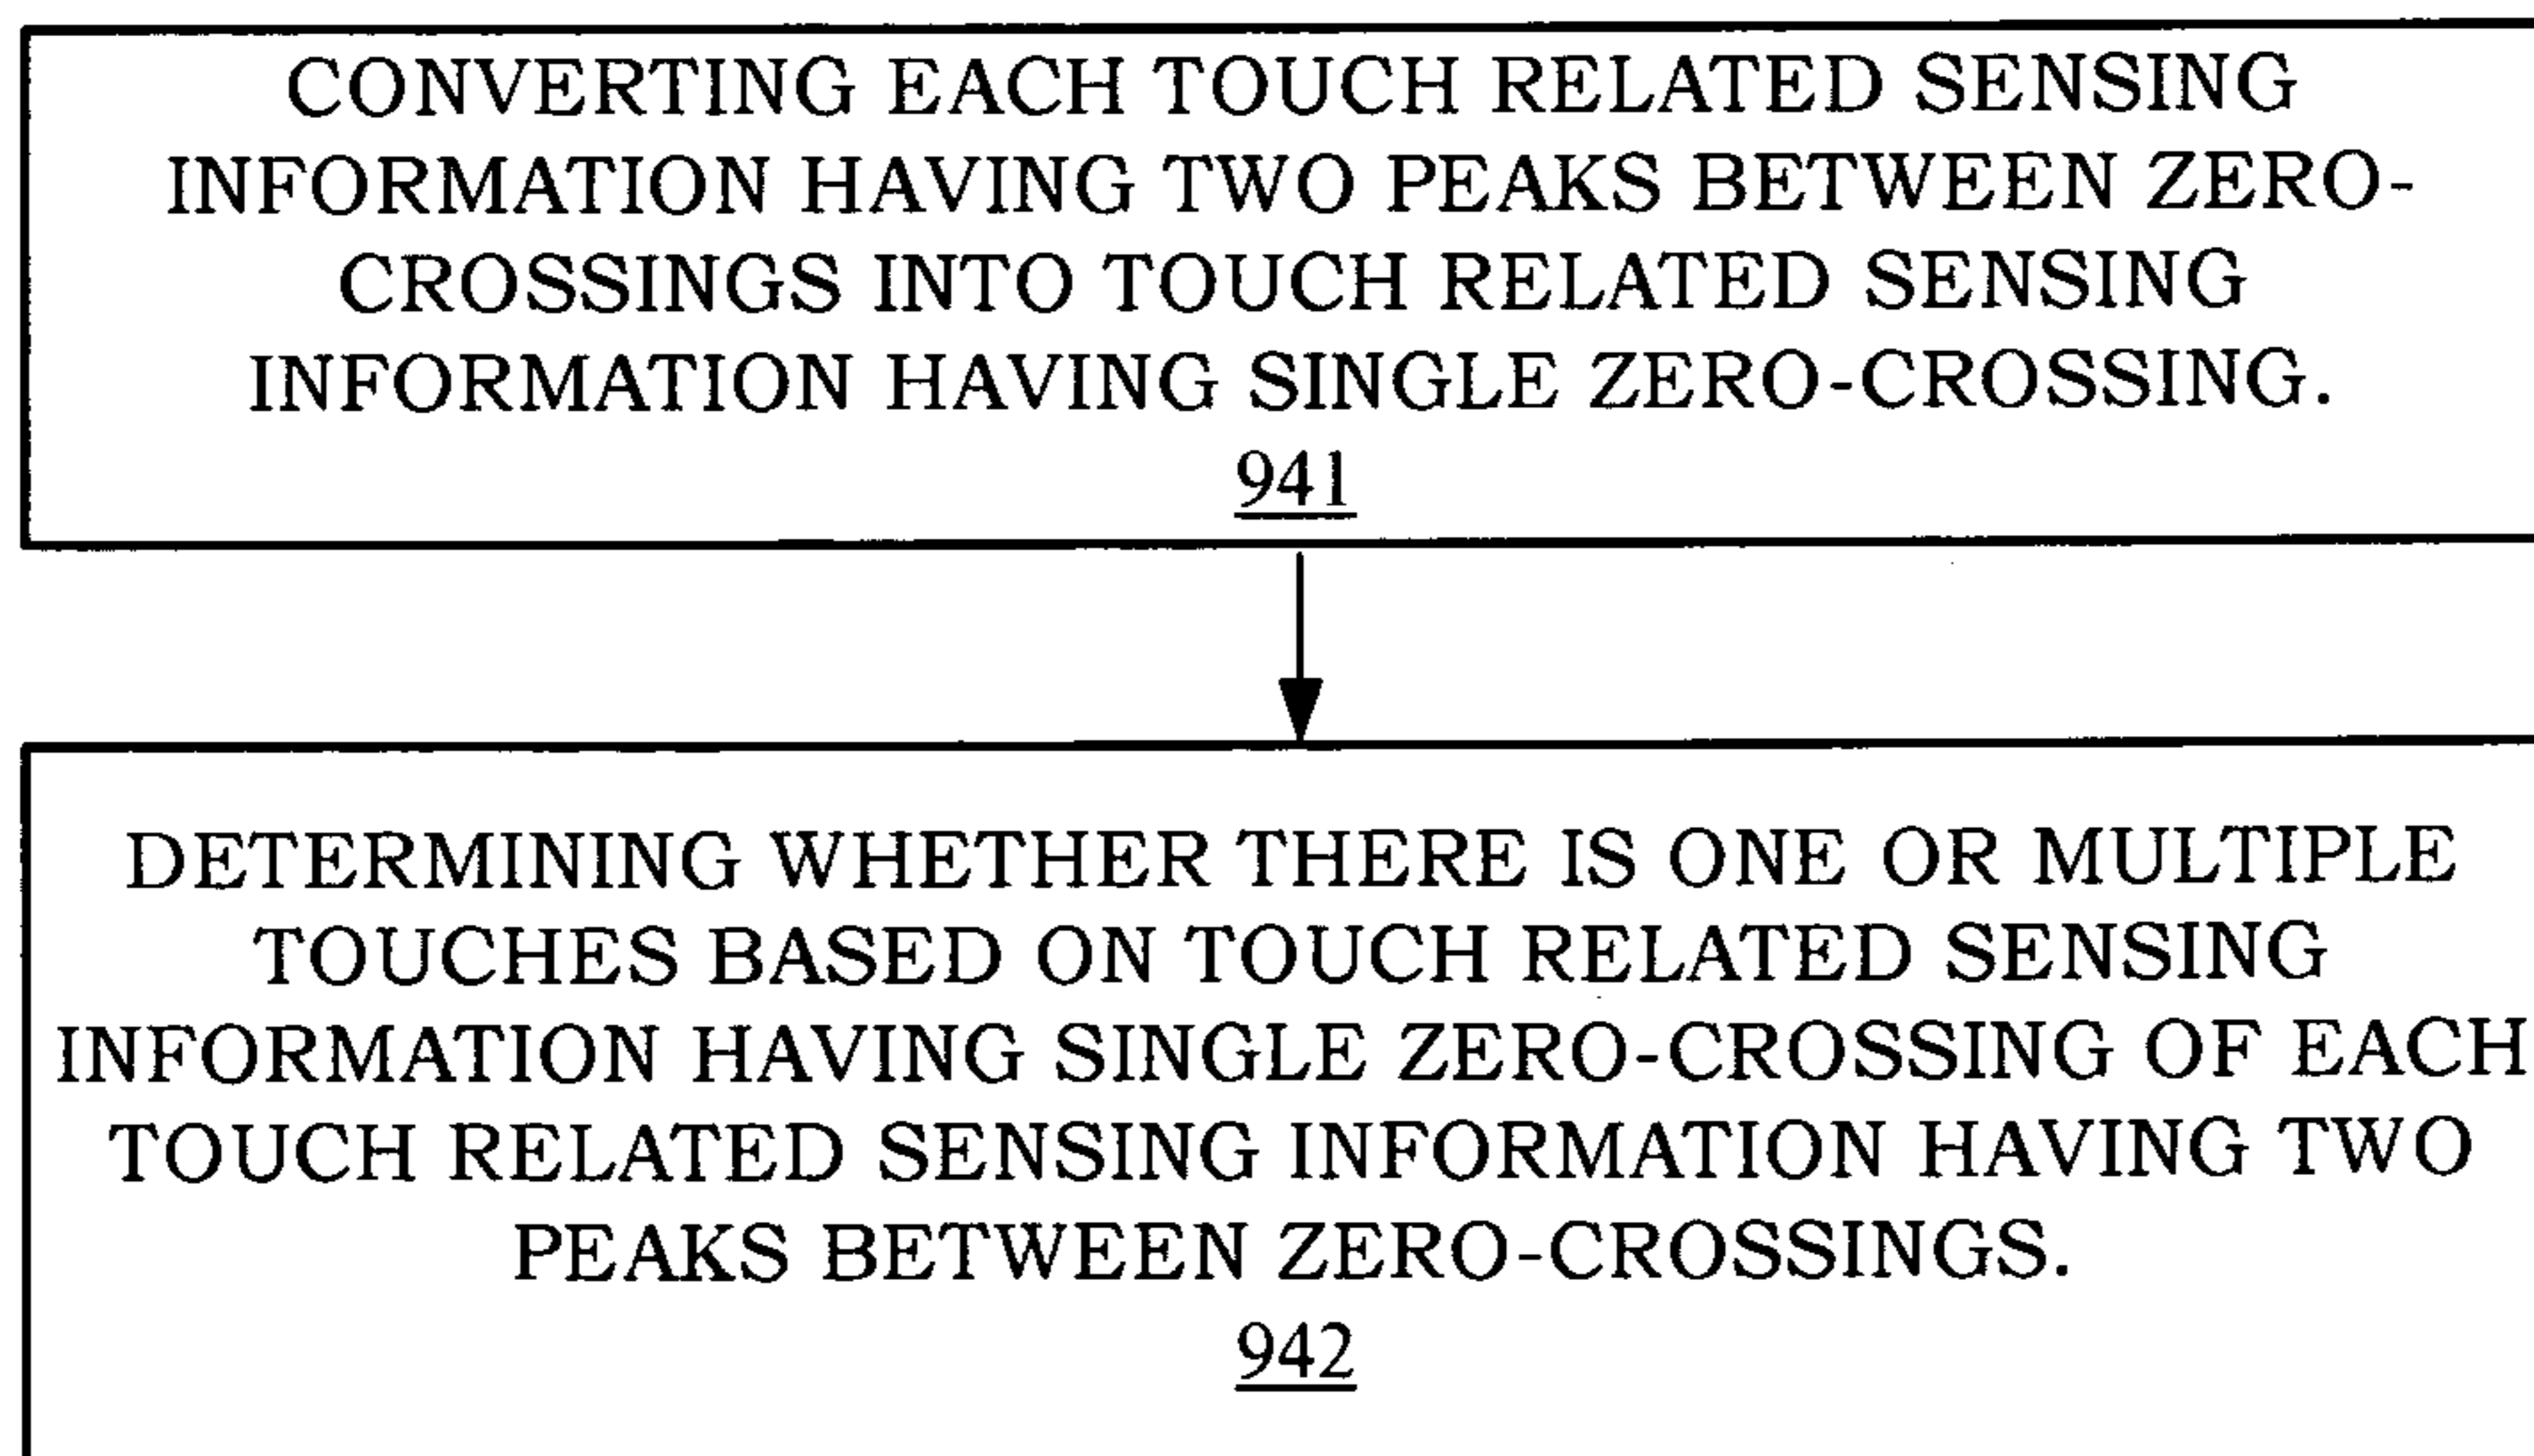 CONVERTING EACH TOUCH RELATED SENSING
INFORMATION HAVING TWO PEAKS BETWEEN ZERO-
CROSSINGS INTO TOUCH RELATED SENSING
INFORMATION HAVING SINGLE ZERO-CROSSING.
941
DETERMINING WHETHER THERE IS ONE OR MULTIPLE
TOUCHES BASED ON TOUCH RELATED SENSING
INFORMATION HAVING SINGLE ZERO-CROSSING OF EACH
TOUCH RELATED SENSING INFORMATION HAVING TWO
PEAKS BETWEEN ZERO-CROSSINGS.
942